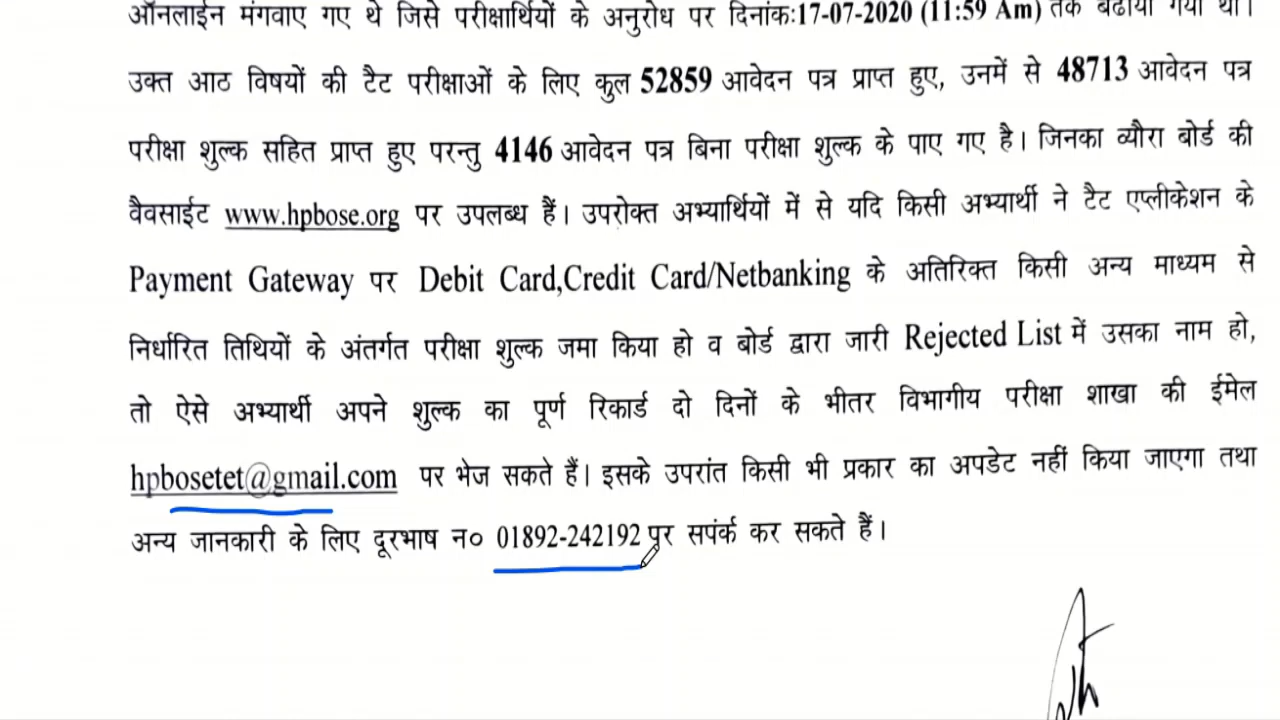 ऑनलाईन मंगवाए गए थे जिसे परीक्षार्थियों के अनुरोध पर दिनांकः17-07-2020 (11:59 Am) तक बढाया गया था।
उक्त आठ विषयों की टैट परीक्षाओं के लिए कुल 52859 आवेदन पत्र प्राप्त हुए, उनमें से 48713 आवेदन पत्र
परीक्षा शुल्क सहित प्राप्त हुए परन्तु 4146 आवेदन पत्र बिना परीक्षा शुल्क के पाए गए है। जिनका व्यौरा बोर्ड की
वैवसाईट www.hpbose.org पर उपलब्ध हैं। उपरोक्त अभ्यार्थियों में से यदि किसी अभ्यार्थी ने टैट एप्लीकेशन के
Payment Gateway पर Debit Card,Credit Card/Netbanking के अतिरिक्त किसी अन्य माध्यम से
निर्धारित तिथियों के अंतर्गत परीक्षा शुल्क जमा किया हो व बोर्ड द्वारा जारी Rejected List में उसका नाम हो,
तो ऐसे अभ्यार्थी अपने शुल्क का पूर्ण रिकार्ड दो दिनों के भीतर विभागीय परीक्षा शाखा की ईमेल
hpbosetet@gmail.com पर भेज सकते हैं। इसके उपरांत किसी भी प्रकार का अपडेट नहीं किया जाएगा तथा
अन्य जानकारी के लिए दूरभाष न० 01892-242192 पर सपंर्क कर सकते हैं।